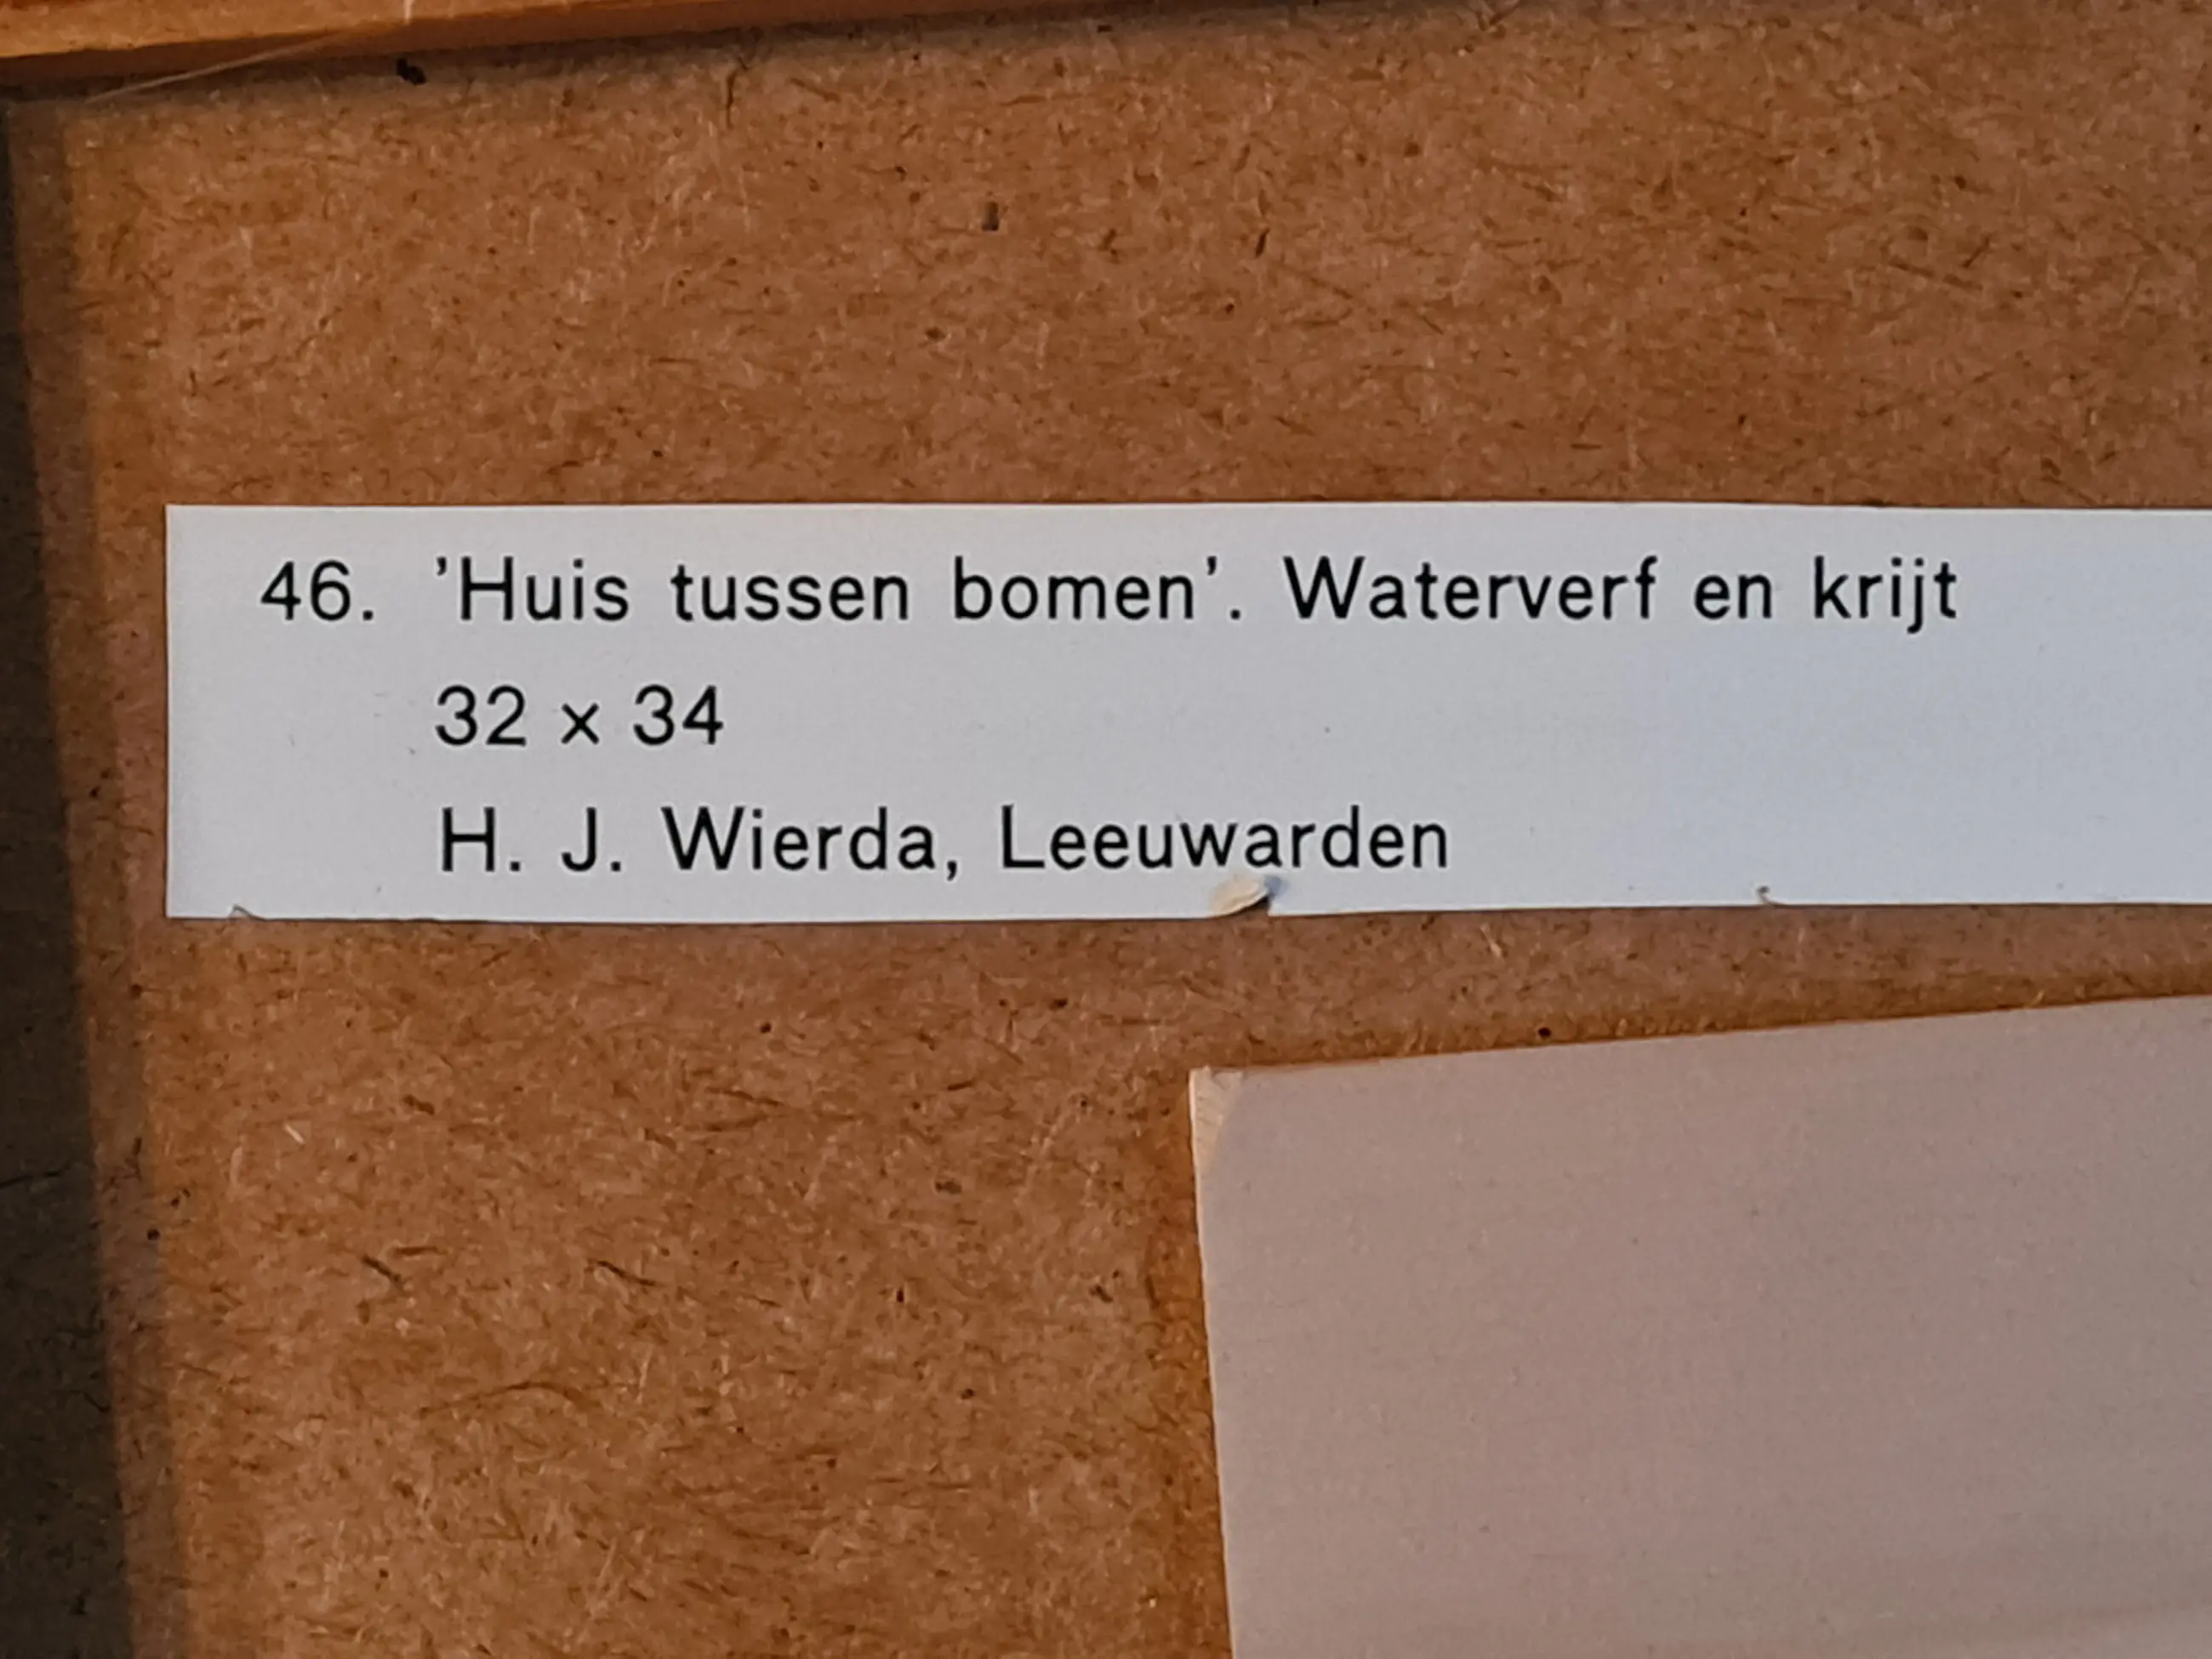 46. 'Huis tussen bomen'. Waterverf en krijt
32 x 34
H. J. Wierda, Leeuwarden